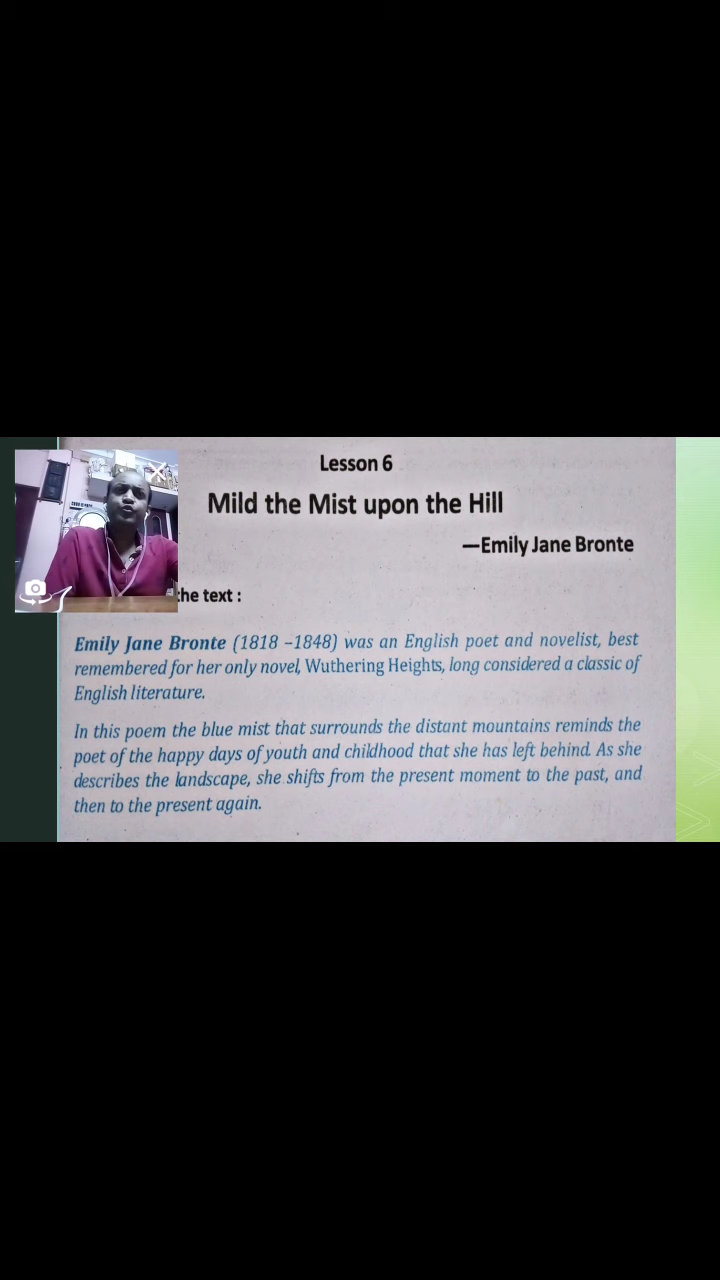 Lesson 6
Mild the Mist upon the Hill
—Emily Jane Bronte
the text :
Emily Jane Bronte (1818 –1848) was an English poet and novelist, best
remembered for her only novel, Wuthering Heights, long considered a classic of
English literature.
In this poem the blue mist that surrounds the distant mountains reminds the
poet of the happy days of youth and childhood that she has left behind. As she
describes the landscape, she shifts from the present moment to the past, and
then to the present again.